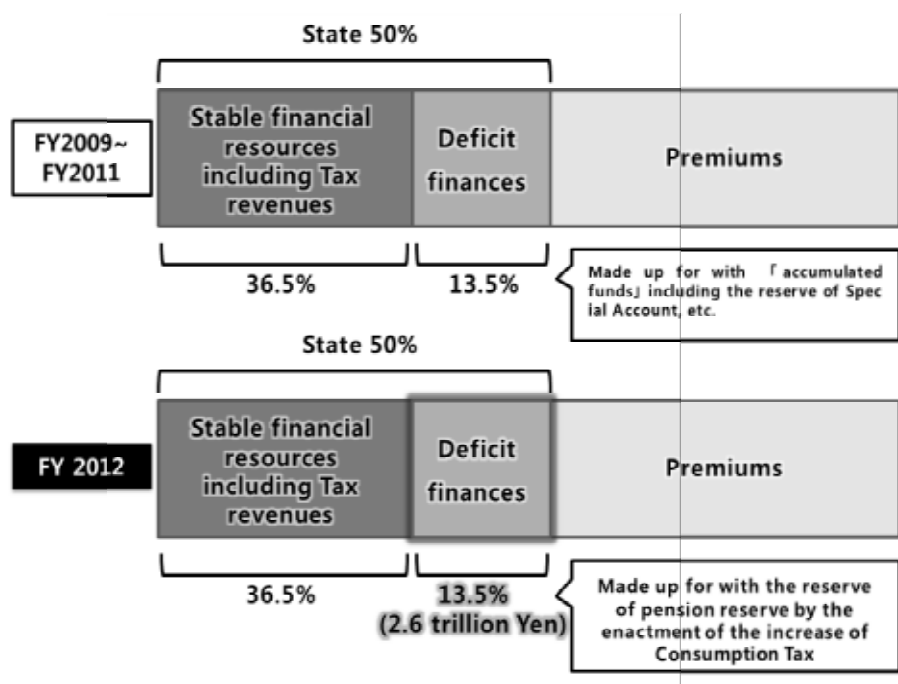 State 50%
FY2009~
FY2011
Stable financial
resources
including Tax
revenues
Deficit
finances
Premiums
36.5%
13.5%
Made up for with 「accumulated
funds」including the reserve of Spec
ial Account, etc.
State 50%
FY 2012
Stable financial
resources
including Tax
revenues
Deficit
finances
Premiums
36.5%
13.5%
(2.6 trillion Yen)
Made up for with the reserve
of pension reserve by the
enactment of the increase of
Consumption Tax